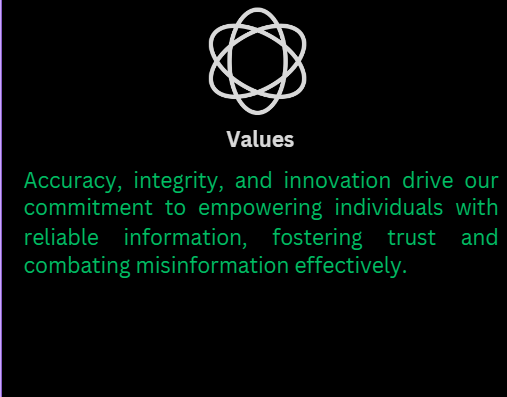 Values
Accuracy, integrity, and innovation drive our
commitment to empowering individuals with
reliable information, fostering trust and
combating misinformation effectively.